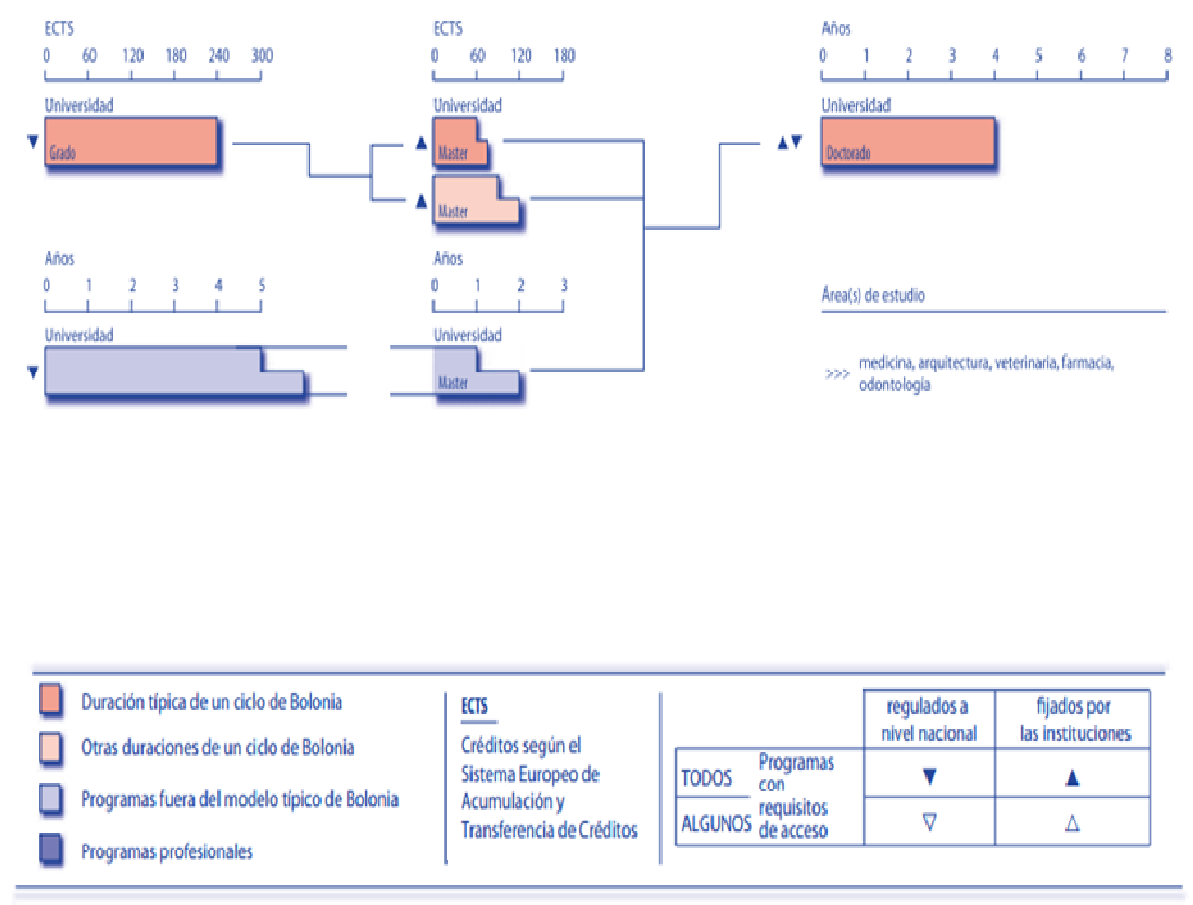 ECTS
0 60 120 180 240 300
Universidad
Grado
ECTS
0 60 120 180
Universidad
Master
Master
Años
0 1 2 3 4 5 6 7 8
Universidad
Doctorado
Años
0 1 2 3 4 5
Universidad
Años
0 1 2 3
Universidad
Master
Área(s) de estudio
>>> medicina, arquitectura, veterinaria, farmacia,
odontología
Duración típica de un ciclo de Bolonia
Otras duraciones de un ciclo de Bolonia
Programas fuera del modelo típico de Bolonia
Programas profesionales
ECTS
Créditos según el
Sistema Europeo de
Acumulación y
Transferencia de Créditos
regulados a
nivel nacional
fijados por
las instituciones
TODOS
ALGUNOS
Programas
con
requisitos
de acceso